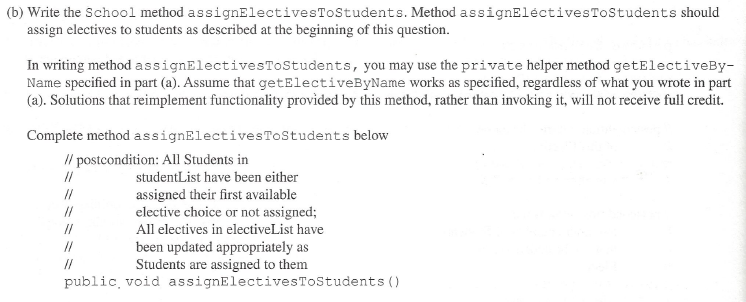 (b) Write the School method assignElectivesToStudents. Method assignElectivesToStudents should
assign electives to students as described at the beginning of this question.
In writing method assignElectivesToStudents, you may use the private helper method getElectiveBy-
Name specified in part (a). Assume that getElectiveByName works as specified, regardless of what you wrote in part
(a). Solutions that reimplement functionality provided by this method, rather than invoking it, will not receive full credit.
Complete method assignElectivesToStudents below
// postcondition: All Students in
// studentList have been either
// assigned their first available
// elective choice or not assigned;
// All electives in electiveList have
// been updated appropriately as
// Students are assigned to them
public void assignElectivesToStudents()